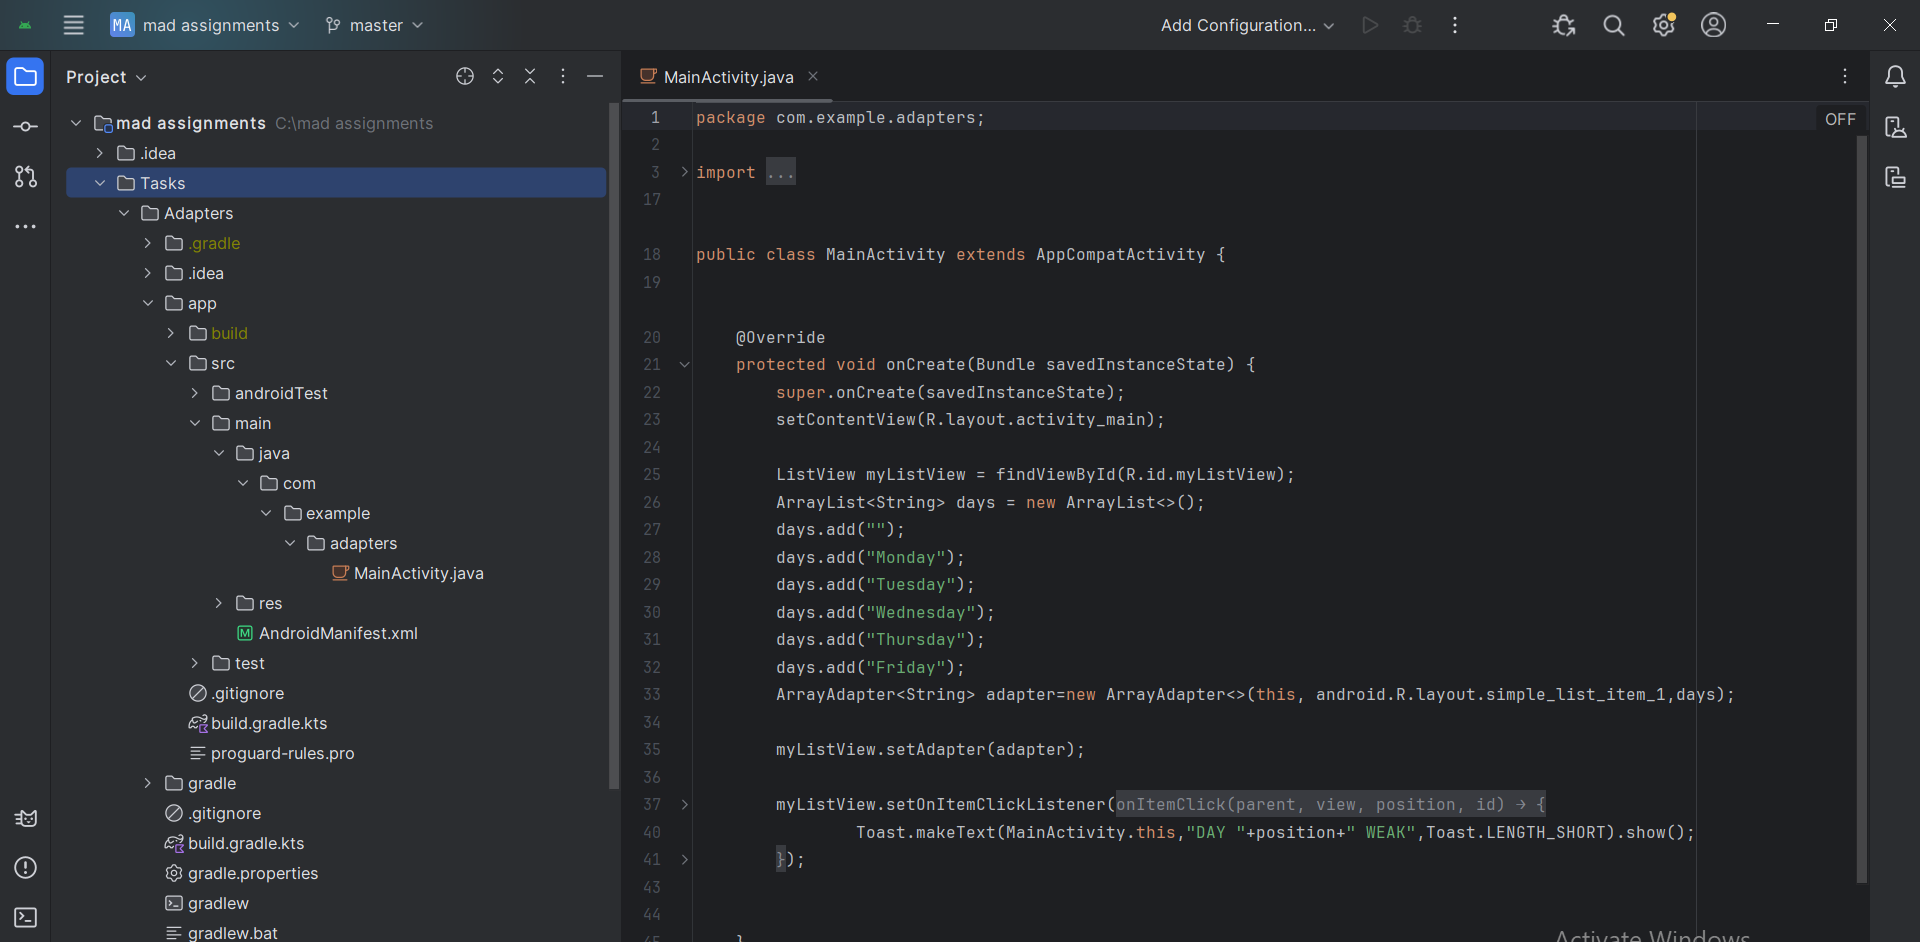 MA mad assignments master Add Configuration...
Project
mad assignments C:\mad assignments
.idea
Tasks
Adapters
.gradle
.idea
app
build
src
androidTest
main
java
com
example
adapters
MainActivity.java
res
M AndroidManifest.xml
test
.gitignore
build.gradle.kts
proguard-rules.pro
gradle
.gitignore
build.gradle.kts
gradle.properties
gradlew
gradlew.bat
MainActivity.java
OFF
1 package com.example.adapters;
2
3 import ...
17
18 public class MainActivity extends AppCompatActivity {
19
20 @Override
21 protected void onCreate(Bundle savedInstanceState) {
22 super.onCreate(savedInstanceState);
23 setContentView(R.layout.activity_main);
24
25 ListView myListView = findViewById(R.id.myListView);
26 ArrayList<String> days = new ArrayList<>();
27 days.add("");
28 days.add("Monday");
29 days.add("Tuesday");
30 days.add("Wednesday");
31 days.add("Thursday");
32 days.add("Friday");
33 ArrayAdapter<String> adapter=new ArrayAdapter<>(this, android.R.layout.simple_list_item_1,days);
34
35 myListView.setAdapter(adapter);
36
37 myListView.setOnItemClickListener(onItemClick(parent, view, position, id) → {
40 Toast.makeText(MainActivity.this,"DAY "+position+" WEAK",Toast.LENGTH_SHORT).show();
41 });
43
44
45 }
Activate Windows